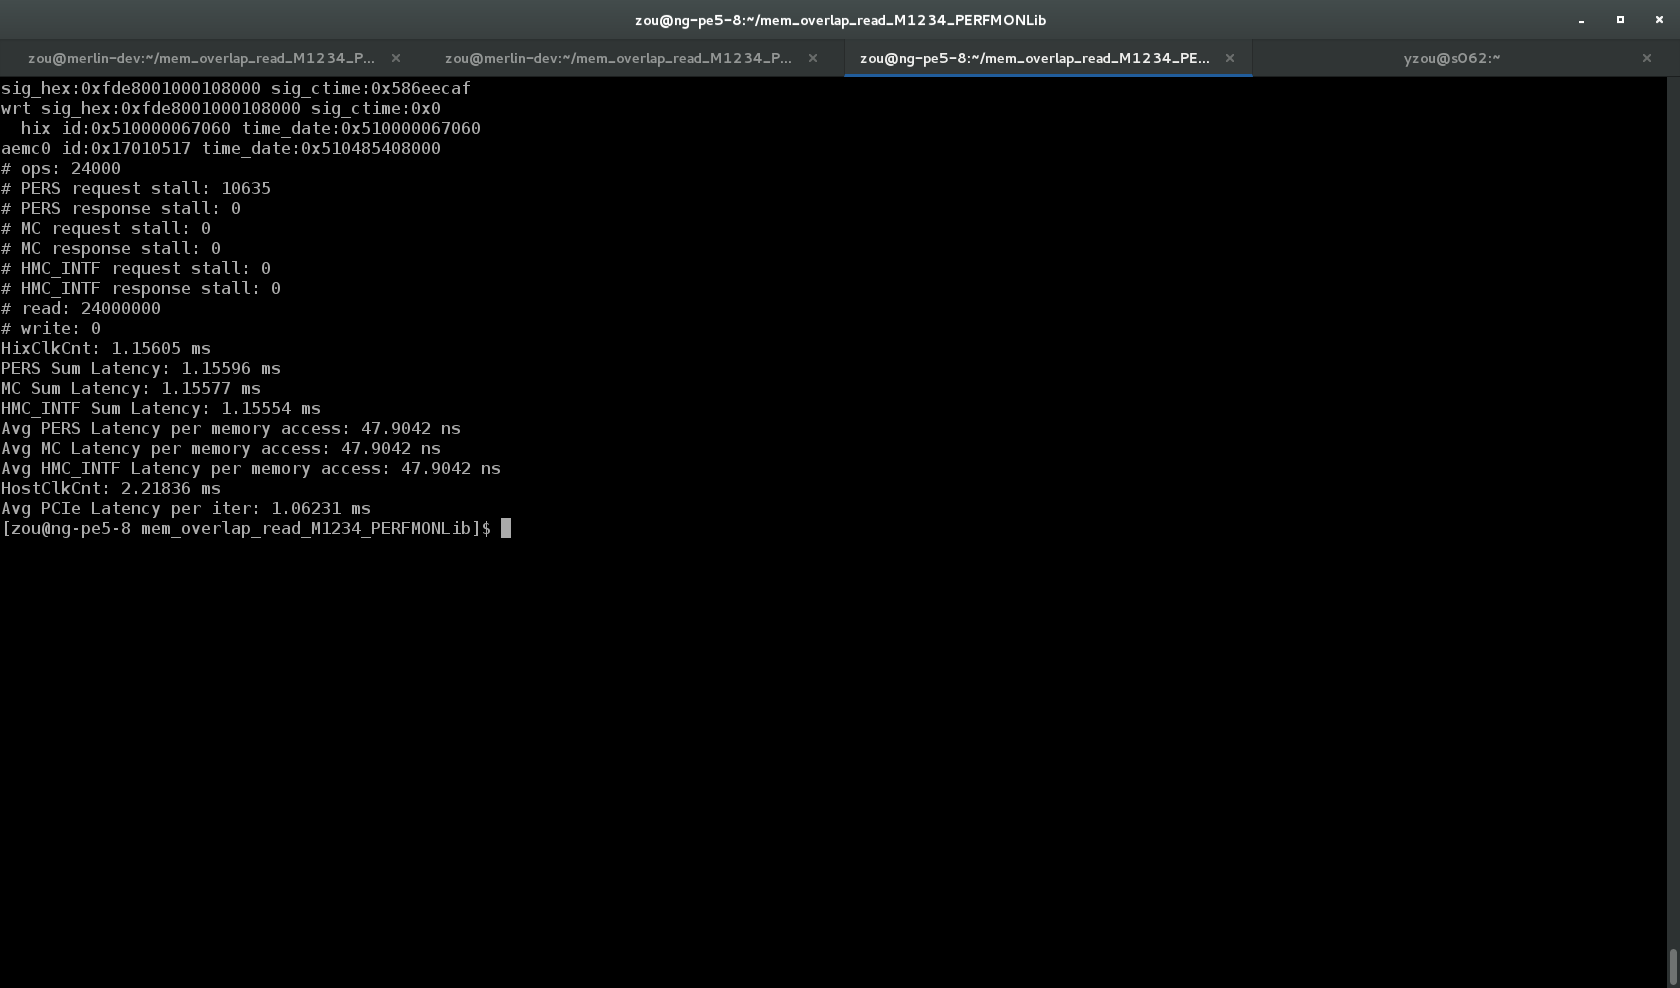 zou@ng-pe5-8:~/mem_overlap_read_M1234_PERFMONLib
zou@merlin-dev:~/mem_overlap_read_M1234_P... zou@merlin-dev:~/mem_overlap_read_M1234_P... zou@ng-pe5-8:~/mem_overlap_read_M1234_PE... yzou@s062:~
sig_hex:0xfde8001000108000 sig_ctime:0x586eecaf
wrt sig_hex:0xfde8001000108000 sig_ctime:0x0
hix id:0x510000067060 time_date:0x510000067060
aemc0 id:0x17010517 time_date:0x510485408000
# ops: 24000
# PERS request stall: 10635
# PERS response stall: 0
# MC request stall: 0
# MC response stall: 0
# HMC_INTF request stall: 0
# HMC_INTF response stall: 0
# read: 24000000
# write: 0
HixClkCnt: 1.15605 ms
PERS Sum Latency: 1.15596 ms
MC Sum Latency: 1.15577 ms
HMC_INTF Sum Latency: 1.15554 ms
Avg PERS Latency per memory access: 47.9042 ns
Avg MC Latency per memory access: 47.9042 ns
Avg HMC_INTF Latency per memory access: 47.9042 ns
HostClkCnt: 2.21836 ms
Avg PCIe Latency per iter: 1.06231 ms
[zou@ng-pe5-8 mem_overlap_read_M1234_PERFMONLib]$